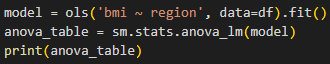 model = ols('bmi ~ region', data=df).fit()
anova_table = sm.stats.anova_lm(model)
print(anova_table)